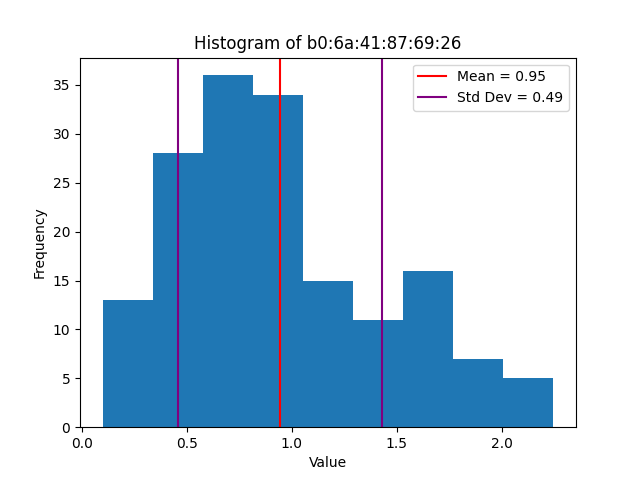 Histogram of b0:6a:41:87:69:26
Mean = 0.95
Std Dev = 0.49
Frequency
35
30
25
20
15
10
5
0
0.0 0.5 1.0 1.5 2.0
Value